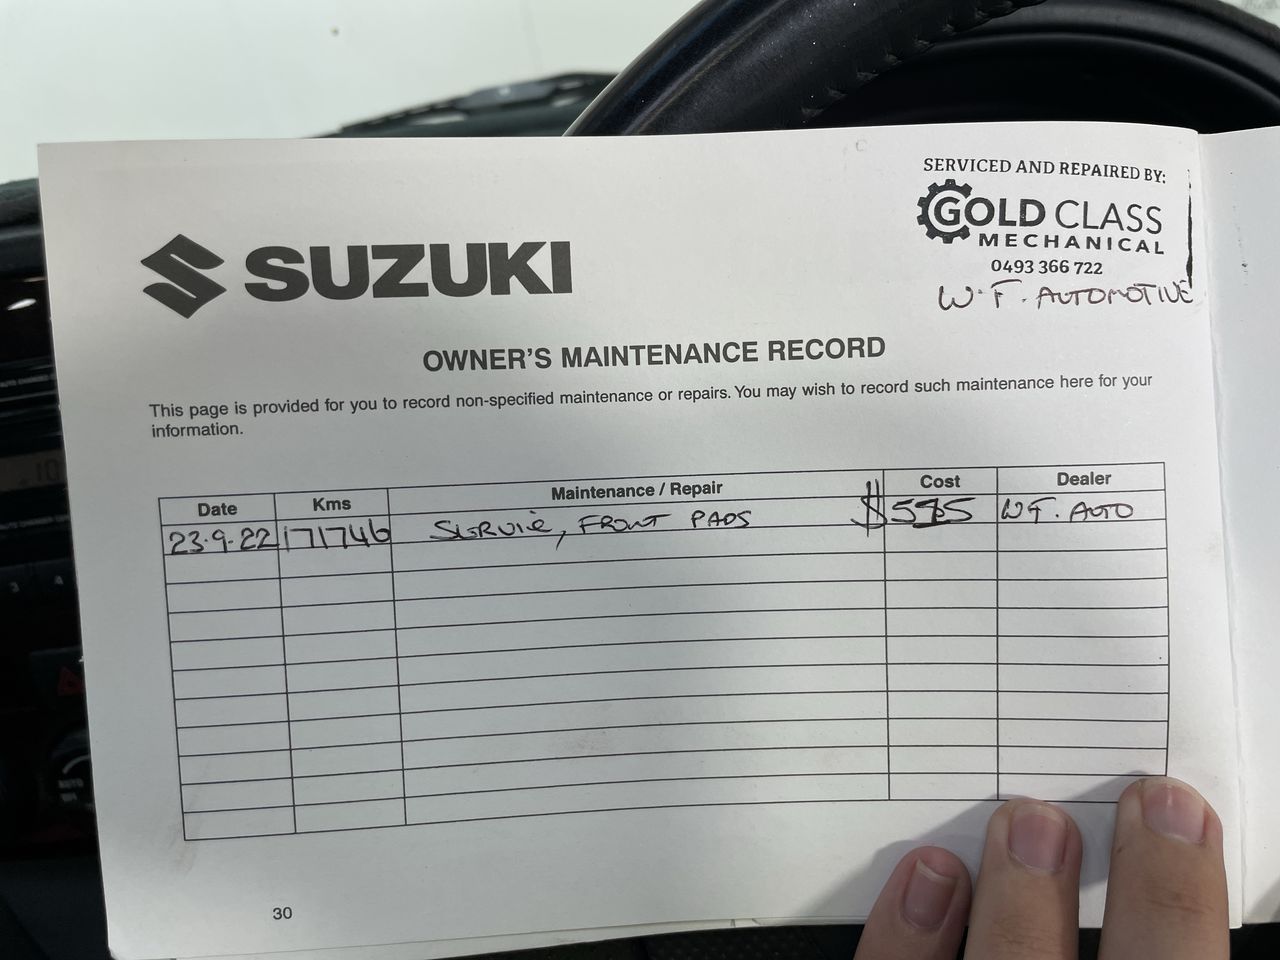 SERVICED AND REPAIRED BY:
GOLD CLASS
MECHANICAL
0493 366 722
W.F. AUTOMOTIVE
SUZUKI
OWNER'S MAINTENANCE RECORD
This page is provided for you to record non-specified maintenance or repairs. You may wish to record such maintenance here for your
information.
Date Kms Maintenance / Repair Cost Dealer
23.9.22 171746 SERVICE, FRONT PADS $ W.F. AUTO
30